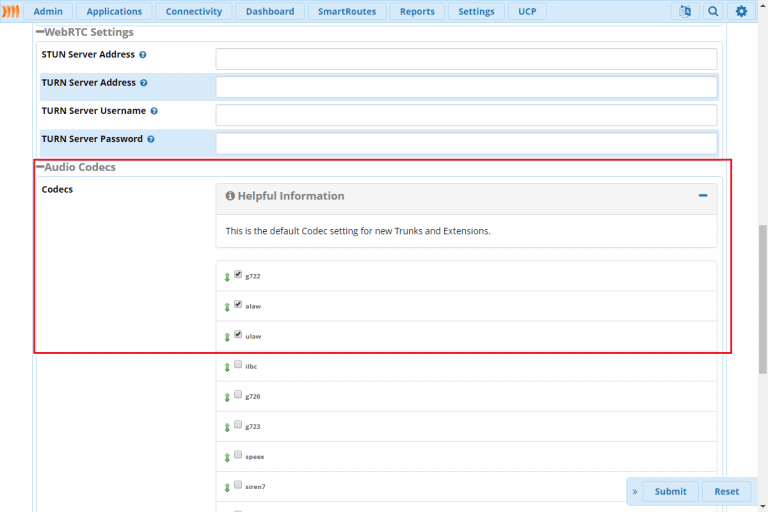 Admin Applications Connectivity Dashboard SmartRoutes Reports Settings UCP
WebRTC Settings
STUN Server Address
TURN Server Address
TURN Server Username
TURN Server Password
Audio Codecs
Codecs
Helpful Information
This is the default Codec setting for new Trunks and Extensions.
g722
alaw
ulaw
ilbc
g726
g723
speex
siren7
» Submit Reset